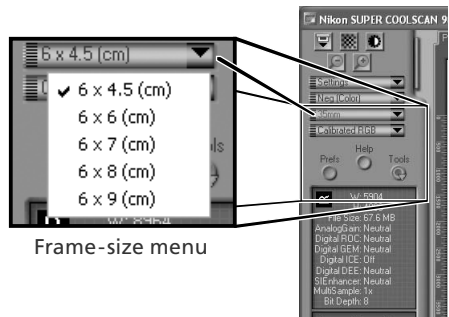 6 x 4.5 (cm)
6 x 4.5 (cm)
6 x 6 (cm)
6 x 7 (cm)
6 x 8 (cm)
6 x 9 (cm)
ls
W: 8964
Frame-size menu
Nikon SUPER COOLSCAN 9
Settings
Neg (Color)
35mm
Calibrated RGB
Help
Prefs
Tools
W: 5904
File Size: 67.6 MB
AnalogGain: Neutral
Digital ROC: Neutral
Digital GEM: Neutral
Digital ICE: Off
Digital DEE: Neutral
SIEnhancer: Neutral
MultiSample: 1x
Bit Depth: 8